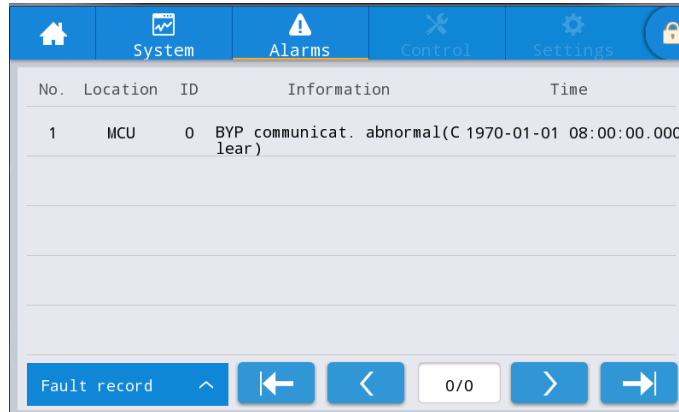 System Alarms Control Settings
No. Location ID Information Time
1 MCU 0 BYP communicat. abnormal(C 1970-01-01 08:00:00.000
lear)
Fault record 0/0